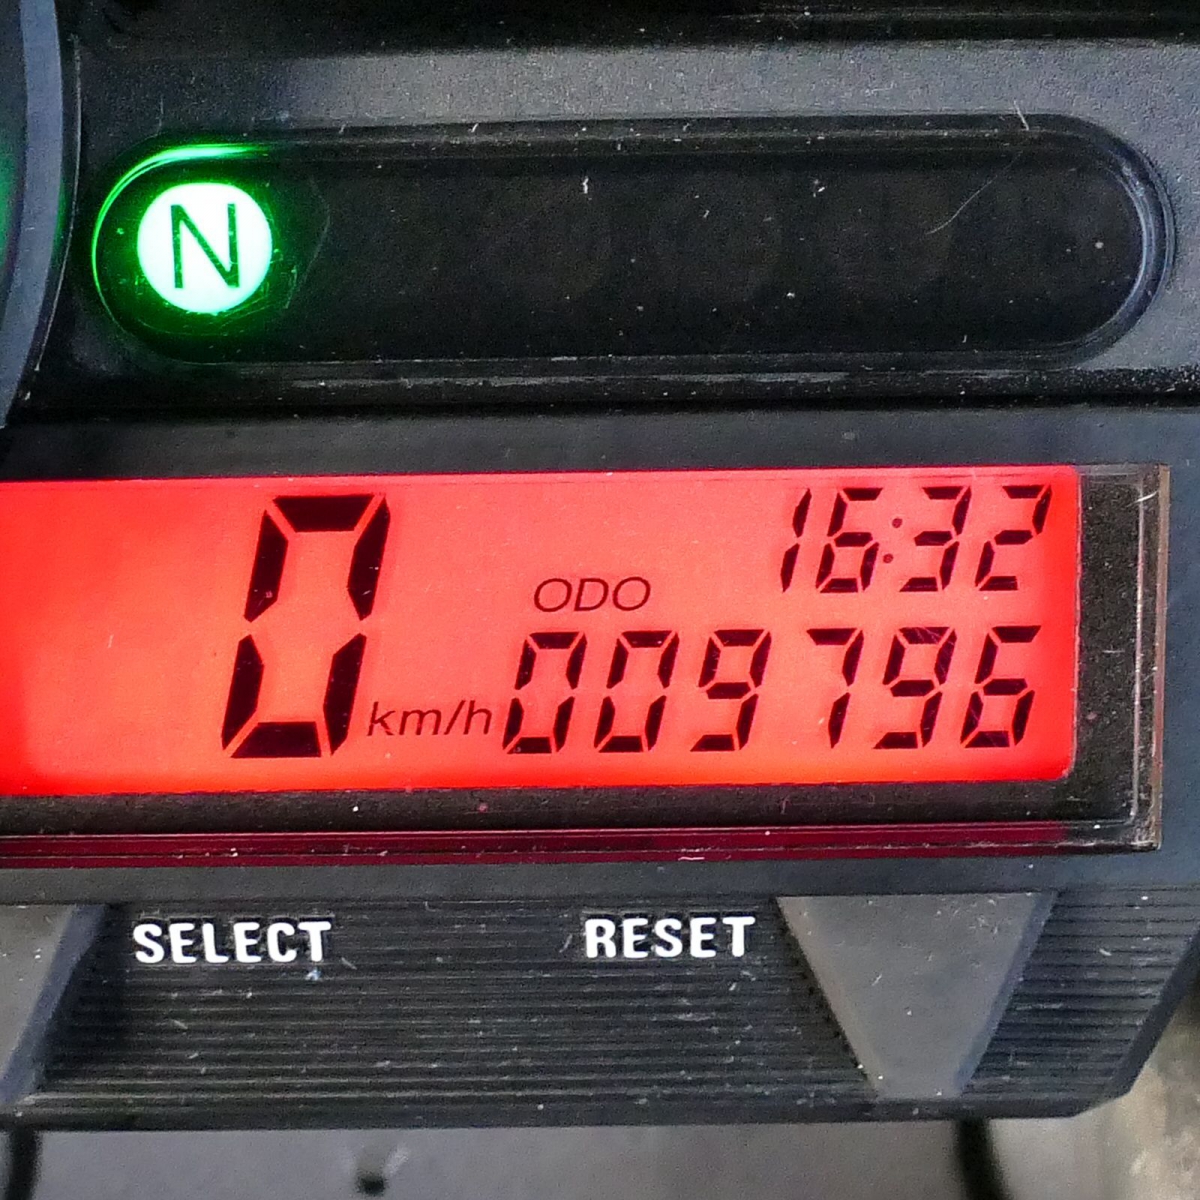 N
16:32
0 km/h ODO 009796
SELECT RESET